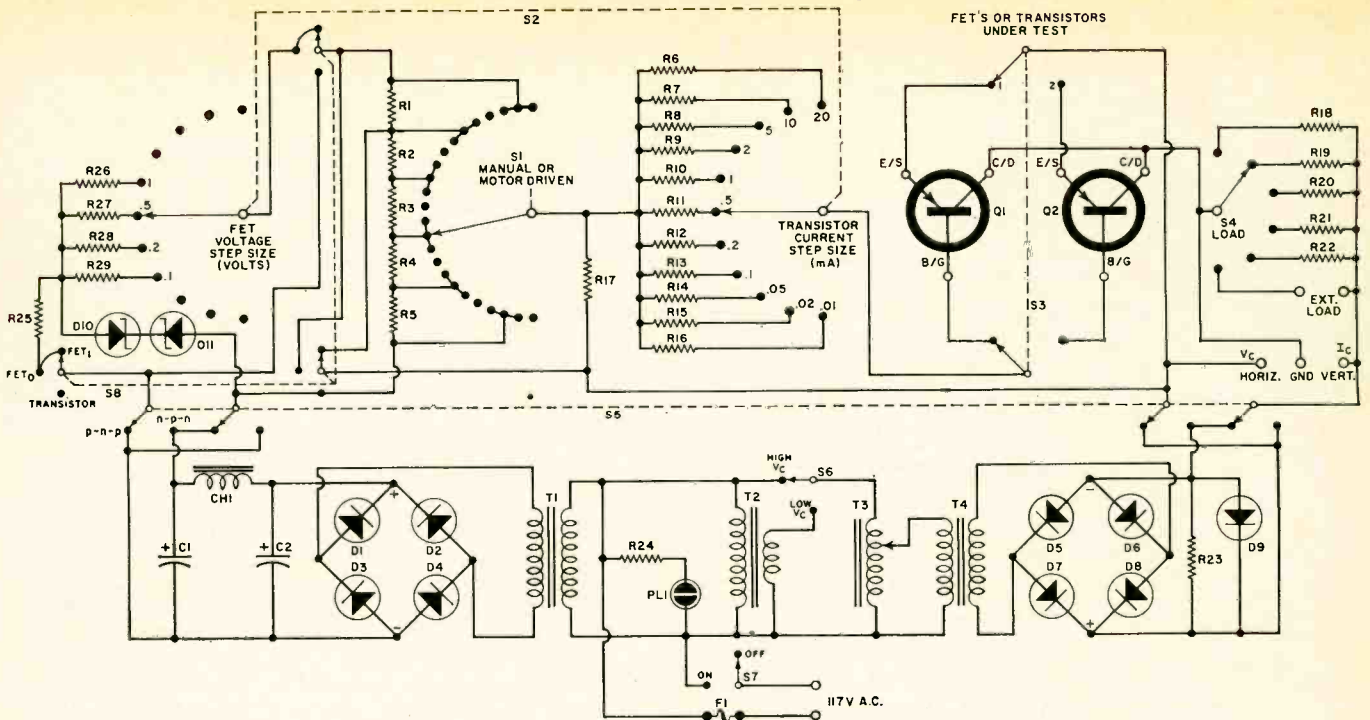 S2
FET'S OR TRANSISTORS
UNDER TEST
R1
R2
R3
R4
R5
S1
MANUAL OR
MOTOR DRIVEN
R6
R7
R8
R9
R10
R11
R12
R13
R14
R15
R16
20
10
5
2
1
.5
.2
.1
.05
.02 .01
TRANSISTOR
CURRENT
STEP SIZE
(mA)
R17
1
2
E/S
C/D
Q1
B/G
E/S
C/D
Q2
B/G
S3
S4
LOAD
R18
R19
R20
R21
R22
EXT.
LOAD
VC
HORIZ.
GND
IC
VERT.
R26
R27
R28
R29
1
.5
.2
.1
FET
VOLTAGE
STEP SIZE
(VOLTS)
R25
D10
D11
FET1
FET0
S8
TRANSISTOR
S5
p-n-p
n-p-n
CH1
+ C1
+ C2
D1
D2
D3
D4
+
-
T1
R24
PL1
T2
HIGH
VC
S6
LOW
VC
T3
T4
D5
D6
D7
D8
-
+
R23
D9
OFF
ON
S7
F1
117V A.C.